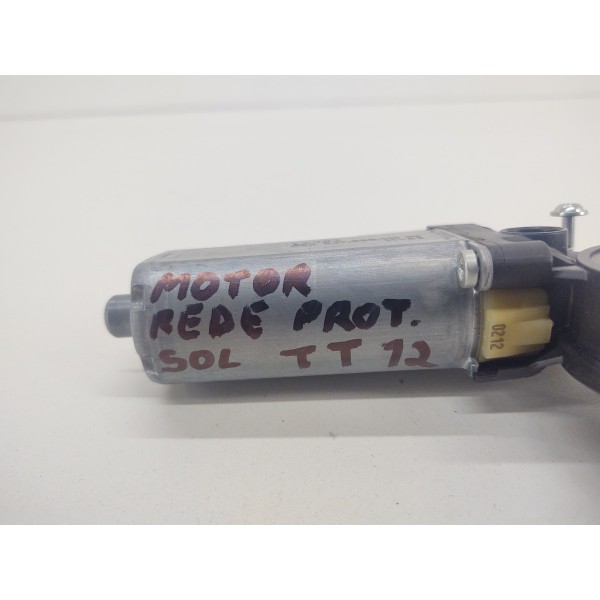 MOTOR
REDE PROT.
SOL TT 12
0212